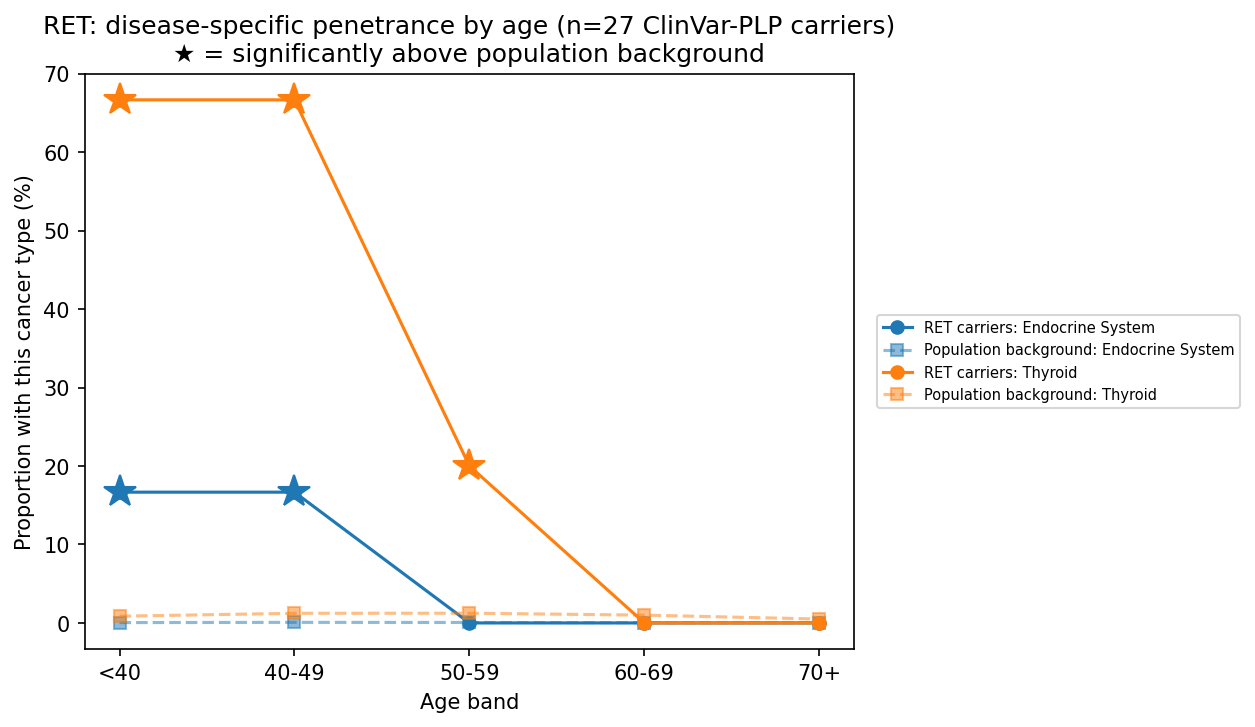 RET: disease-specific penetrance by age (n=27 ClinVar-PLP carriers)
★ = significantly above population background
Proportion with this cancer type (%)
70
60
50
40
30
20
10
0
<40
40-49
50-59
60-69
70+
Age band
RET carriers: Endocrine System
Population background: Endocrine System
RET carriers: Thyroid
Population background: Thyroid